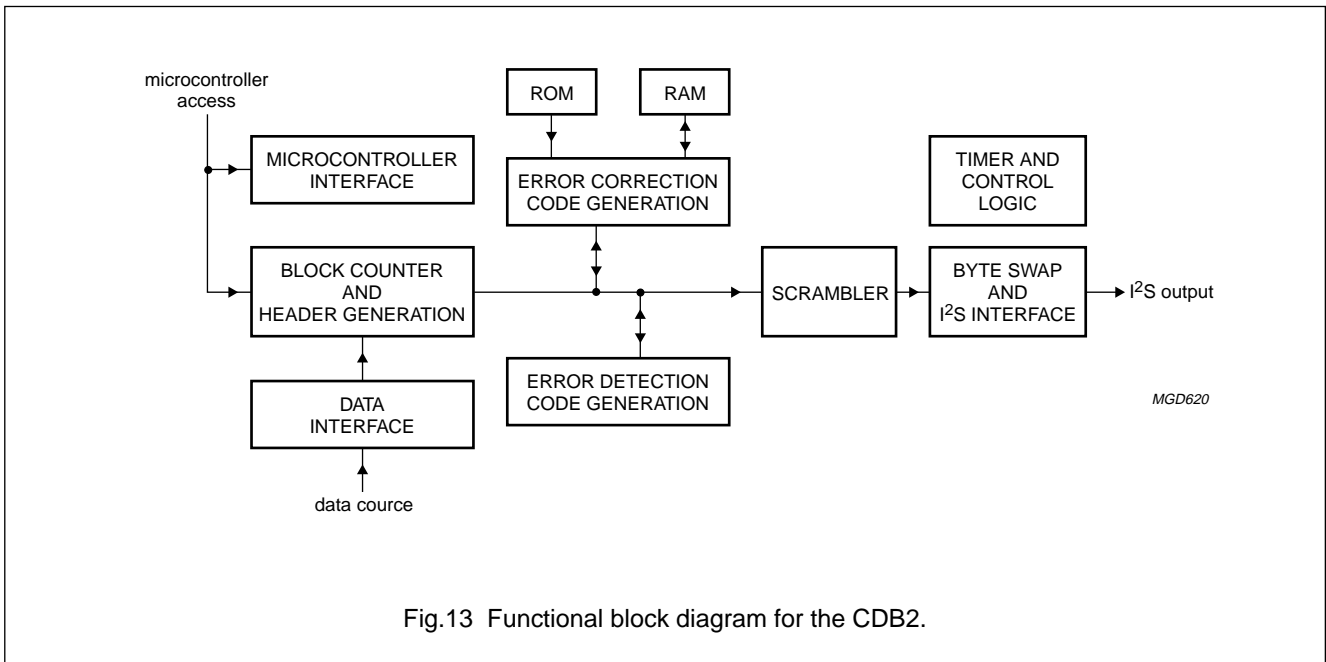 microcontroller
access
ROM
RAM
MICROCONTROLLER
INTERFACE
ERROR CORRECTION
CODE GENERATION
TIMER AND
CONTROL
LOGIC
BLOCK COUNTER
AND
HEADER GENERATION
SCRAMBLER
BYTE SWAP
AND
I²S INTERFACE
I²S output
DATA
INTERFACE
ERROR DETECTION
CODE GENERATION
MGD620
data cource
Fig.13 Functional block diagram for the CDB2.